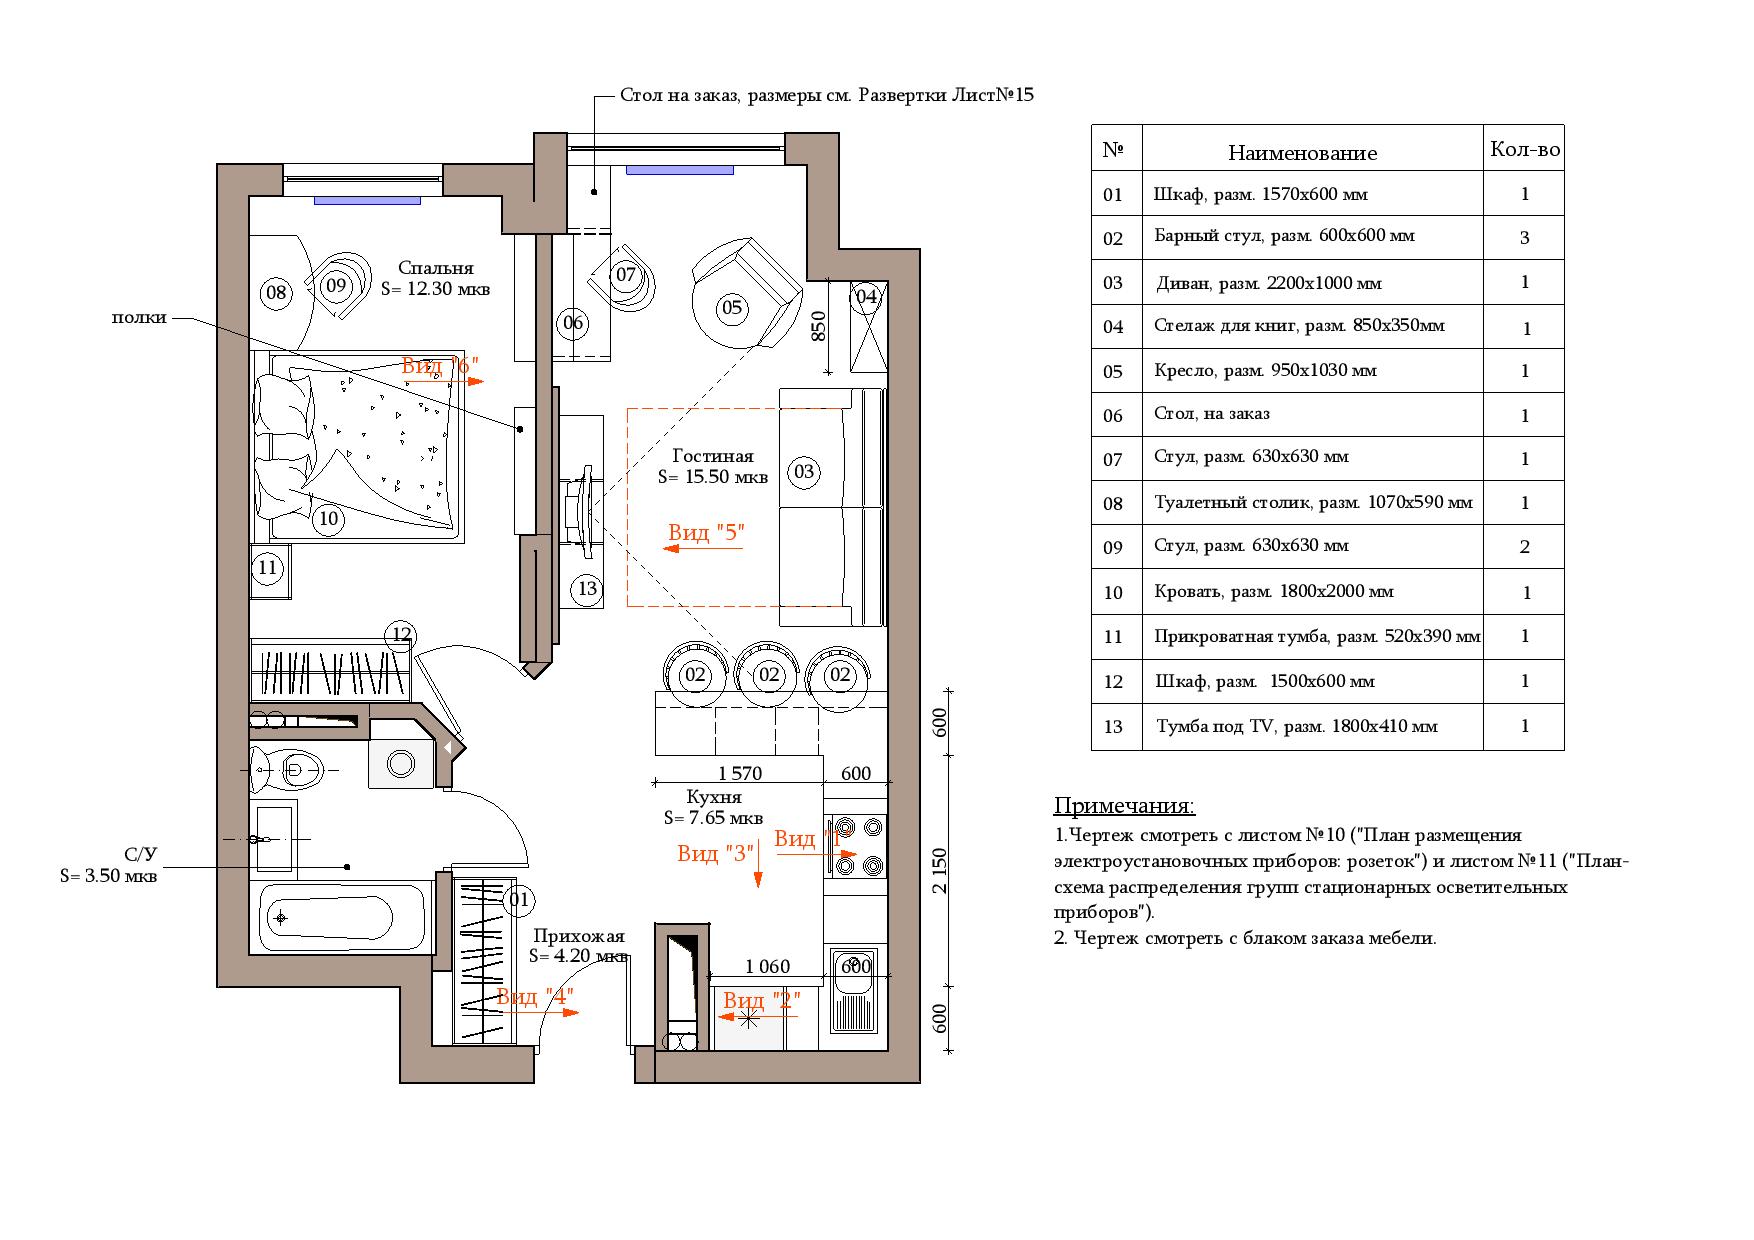 Стол на заказ, размеры см. Развертки Лист№15
Спальня
S= 12.30 мкв
08
09
07
05
04
06
850
полки
Вид "6"
Гостиная
S= 15.50 мкв
03
10
Вид "5"
11
13
12
02
02
02
600
1 570
600
Кухня
S= 7.65 мкв
Вид "3"
Вид "1"
2 150
С/У
S= 3.50 мкв
01
Прихожая
S= 4.20 мкв
1 060
600
Вид "4"
Вид "2"
600
№ Наименование Кол-во
01 Шкаф, разм. 1570х600 мм 1
02 Барный стул, разм. 600х600 мм 3
03 Диван, разм. 2200х1000 мм 1
04 Стелаж для книг, разм. 850х350мм 1
05 Кресло, разм. 950х1030 мм 1
06 Стол, на заказ 1
07 Стул, разм. 630х630 мм 1
08 Туалетный столик, разм. 1070х590 мм 1
09 Стул, разм. 630х630 мм 2
10 Кровать, разм. 1800х2000 мм 1
11 Прикроватная тумба, разм. 520х390 мм 1
12 Шкаф, разм. 1500х600 мм 1
13 Тумба под TV, разм. 1800х410 мм 1
Примечания:
1.Чертеж смотреть с листом №10 ("План размещения
электроустановочных приборов: розеток") и листом №11 ("План-
схема распределения групп стационарных осветительных
приборов").
2. Чертеж смотреть с блаком заказа мебели.